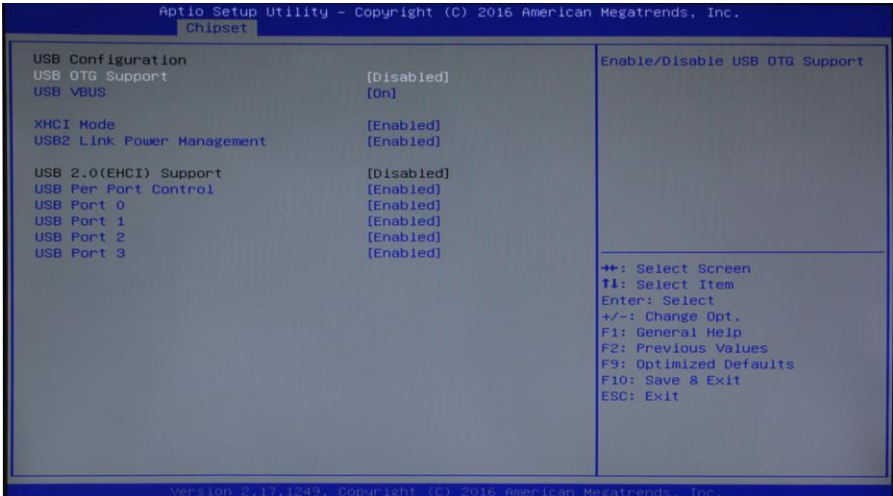 Aptio Setup Utility – Copyright (C) 2016 American Megatrends, Inc.
Chipset
USB Configuration
USB OTG Support [Disabled]
USB VBUS [On]
XHCI Mode [Enabled]
USB2 Link Power Management [Enabled]
USB 2.0(EHCI) Support [Disabled]
USB Per Port Control [Enabled]
USB Port 0 [Enabled]
USB Port 1 [Enabled]
USB Port 2 [Enabled]
USB Port 3 [Enabled]
Enable/Disable USB OTG Support
→←: Select Screen
↑↓: Select Item
Enter: Select
+/-: Change Opt.
F1: General Help
F2: Previous Values
F9: Optimized Defaults
F10: Save & Exit
ESC: Exit
Version 2.17.1249. Copyright (C) 2016 American Megatrends, Inc.